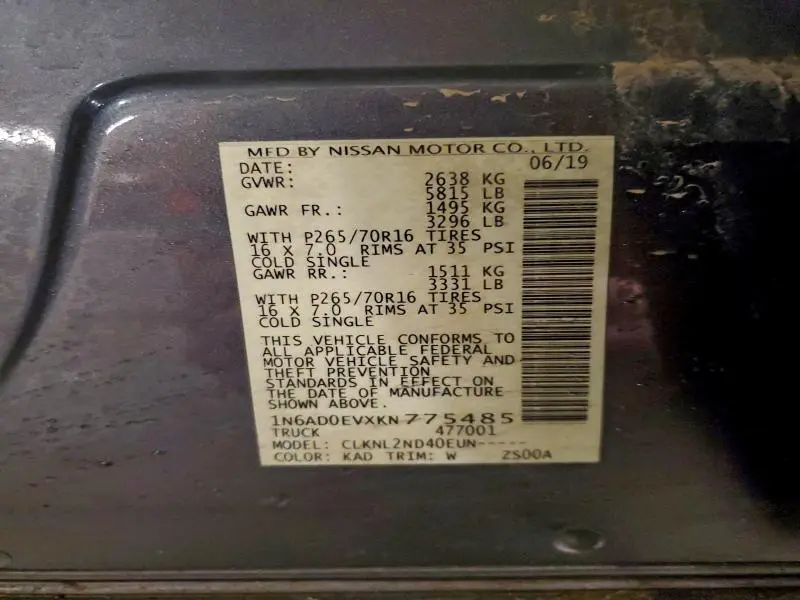 MFD BY NISSAN MOTOR CO., LTD.
DATE: 06/19
GVWR: 2638 KG
5815 LB
GAWR FR.: 1495 KG
3296 LB
WITH P265/70R16 TIRES
16 X 7.0 RIMS AT 35 PSI
COLD SINGLE
GAWR RR.: 1511 KG
3331 LB
WITH P265/70R16 TIRES
16 X 7.0 RIMS AT 35 PSI
COLD SINGLE
THIS VEHICLE CONFORMS TO
ALL APPLICABLE FEDERAL
MOTOR VEHICLE SAFETY AND
THEFT PREVENTION
STANDARDS IN EFFECT ON
THE DATE OF MANUFACTURE
SHOWN ABOVE.
1N6AD0EVXKN775485
TRUCK 477001
MODEL: CLKNL2ND40EUN-----
COLOR: KAD TRIM: W ZS00A